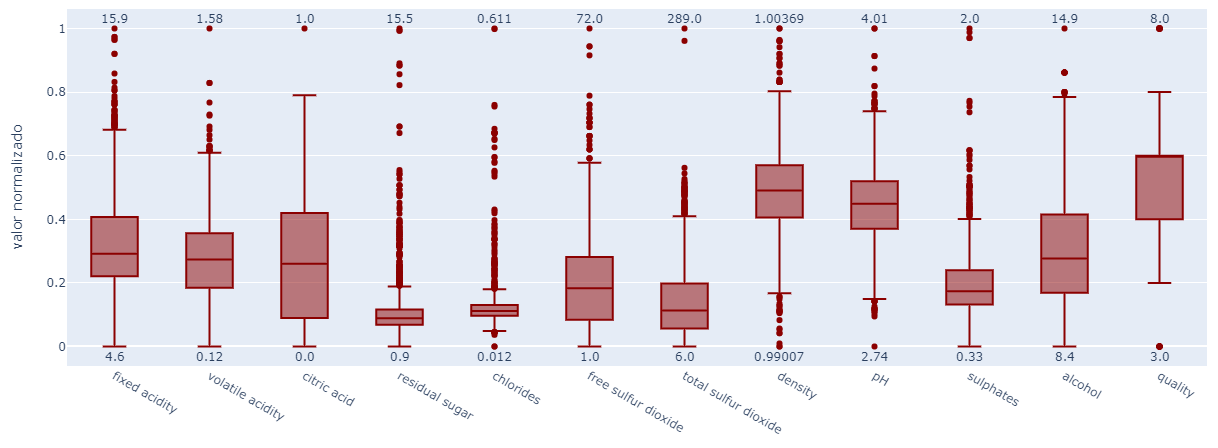 15.9 1.58 1.0 15.5 0.611 72.0 289.0 1.00369 4.01 2.0 14.9 8.0
1
0.8
0.6
0.4
0.2
0
valor normalizado
4.6 0.12 0.0 0.9 0.012 1.0 6.0 0.99007 2.74 0.33 8.4 3.0
fixed acidity
volatile acidity
citric acid
residual sugar
chlorides
free sulfur dioxide
total sulfur dioxide
density
pH
sulphates
alcohol
quality